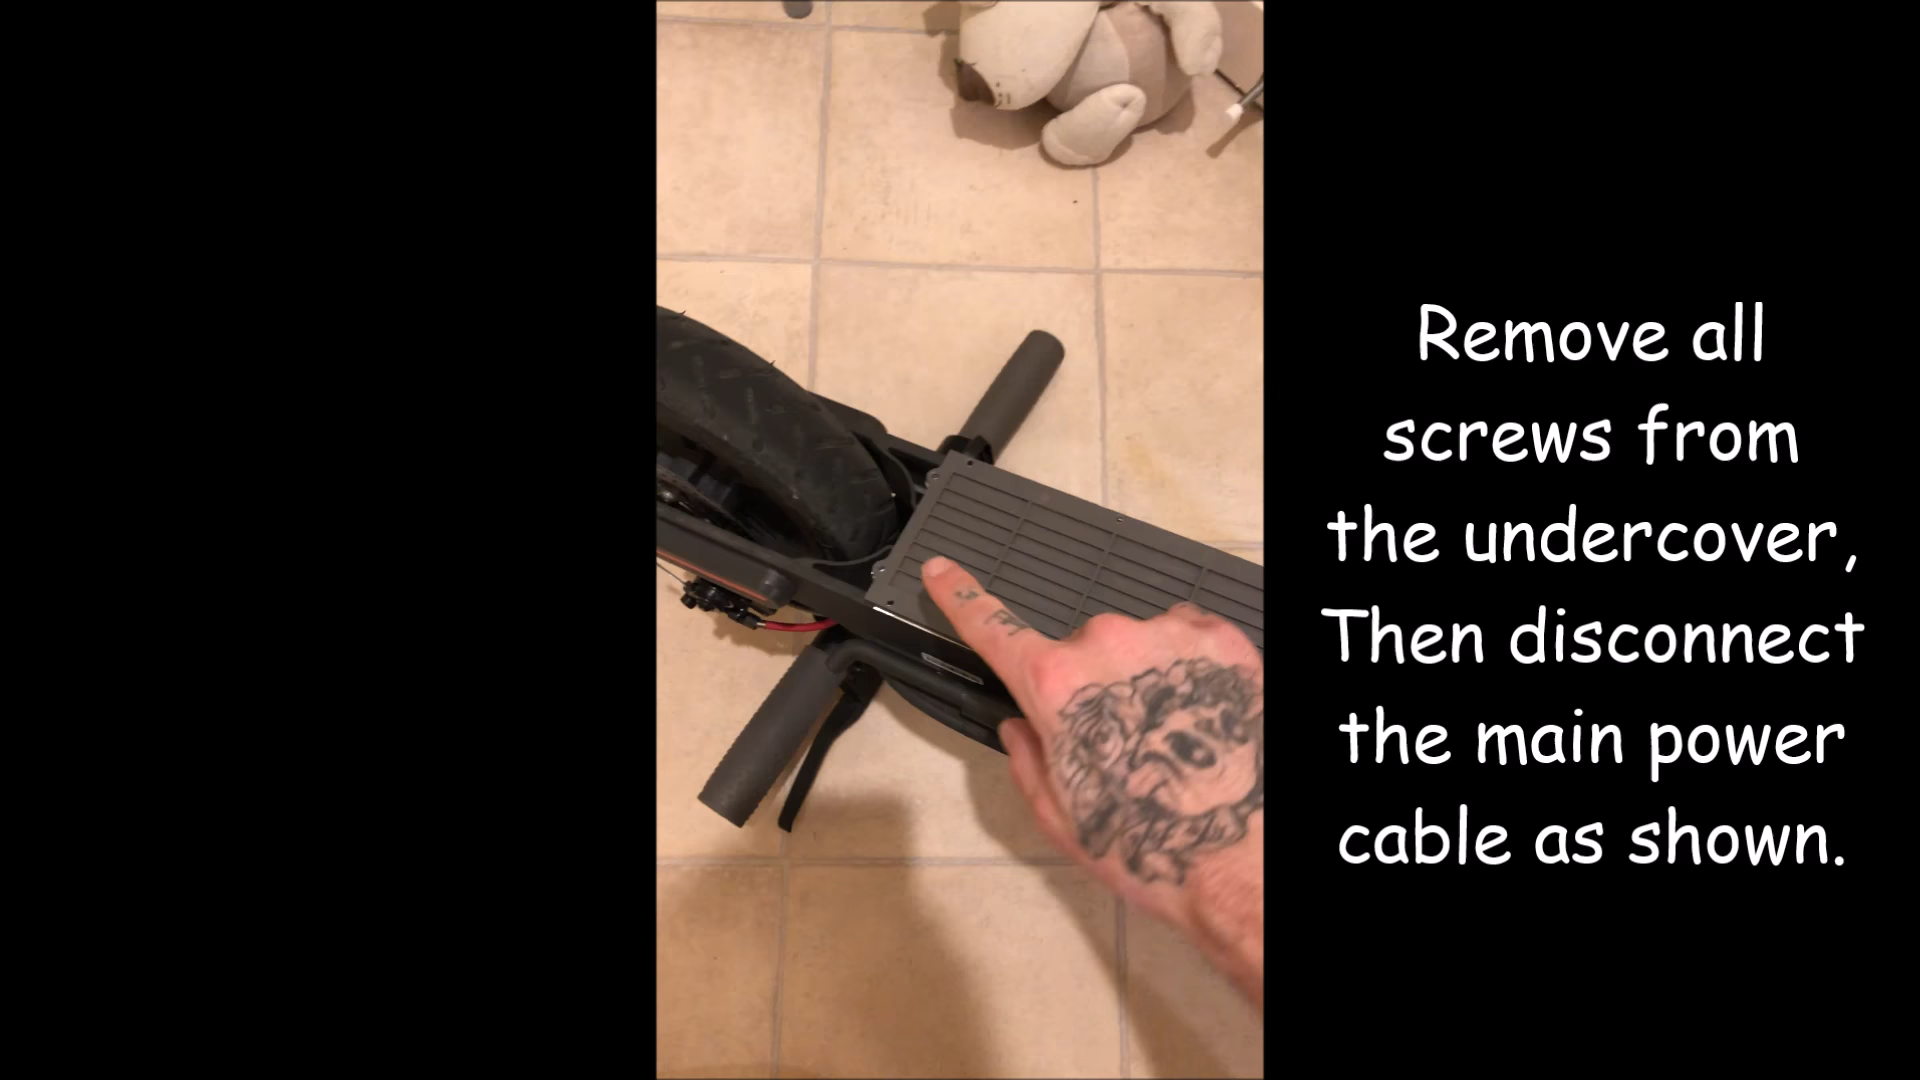 Remove all
screws from
the undercover,
Then disconnect
the main power
cable as shown.